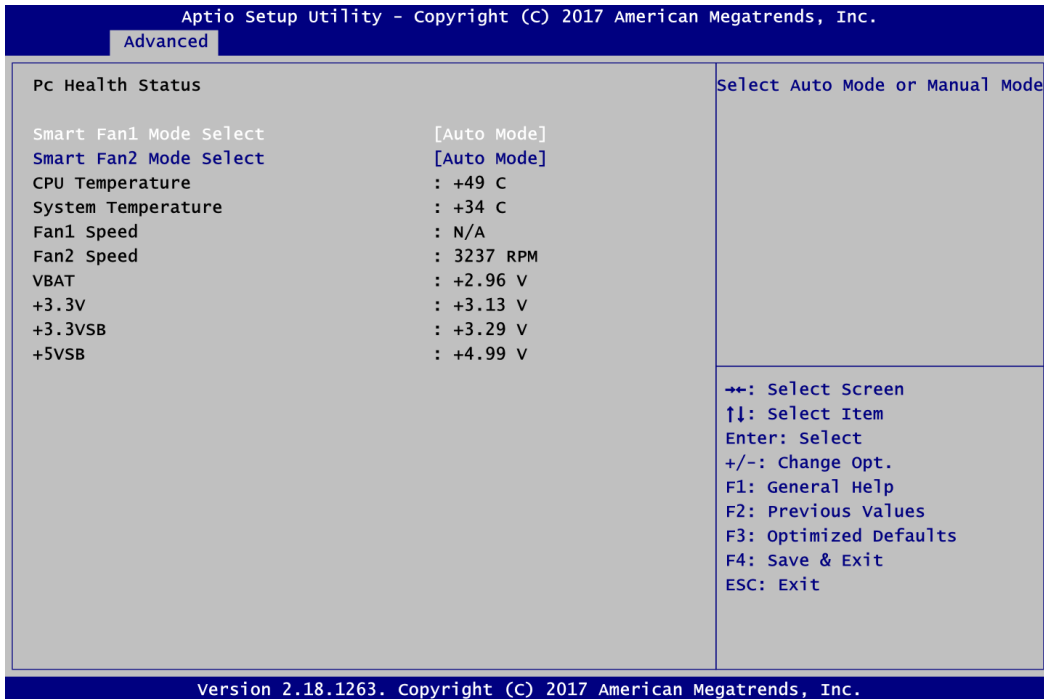 Aptio Setup Utility - Copyright (C) 2017 American Megatrends, Inc.
Advanced
Pc Health Status
Smart Fan1 Mode Select [Auto Mode]
Smart Fan2 Mode Select [Auto Mode]
CPU Temperature : +49 C
System Temperature : +34 C
Fan1 Speed : N/A
Fan2 Speed : 3237 RPM
VBAT : +2.96 V
+3.3V : +3.13 V
+3.3VSB : +3.29 V
+5VSB : +4.99 V
Select Auto Mode or Manual Mode
→←: Select Screen
↑↓: Select Item
Enter: Select
+/-: Change Opt.
F1: General Help
F2: Previous Values
F3: Optimized Defaults
F4: Save & Exit
ESC: Exit
Version 2.18.1263. Copyright (C) 2017 American Megatrends, Inc.